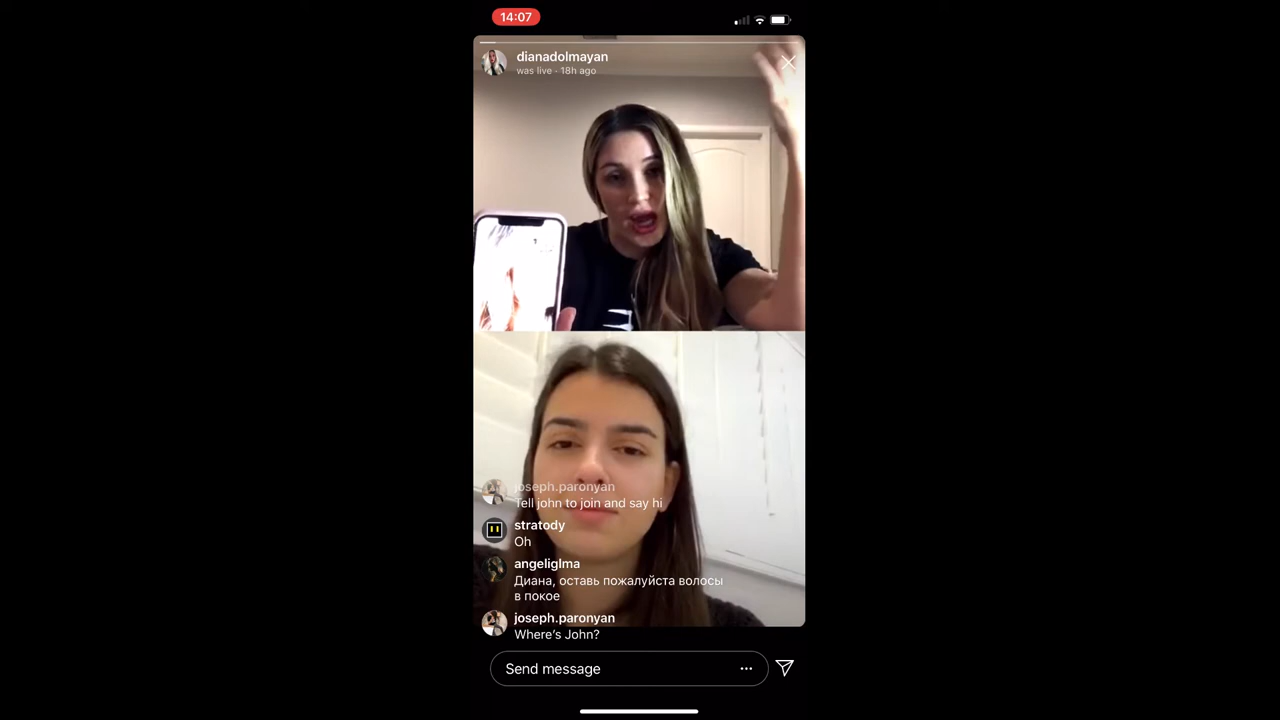 14:07
dianadolmayan
was live · 18h ago
joseph.paronyan
Tell john to join and say hi
stratody
Oh
angeliglma
Диана, оставь пожалуйста волосы
в покое
joseph.paronyan
Where's John?
Send message